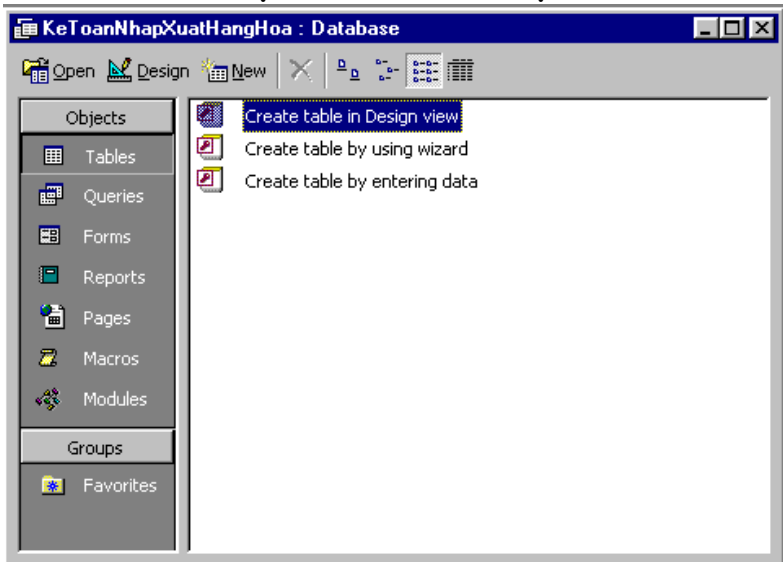 KeToanNhapXuatHangHoa : Database
Open Design New
Objects
Tables
Queries
Forms
Reports
Pages
Macros
Modules
Groups
Favorites
Create table in Design view
Create table by using wizard
Create table by entering data